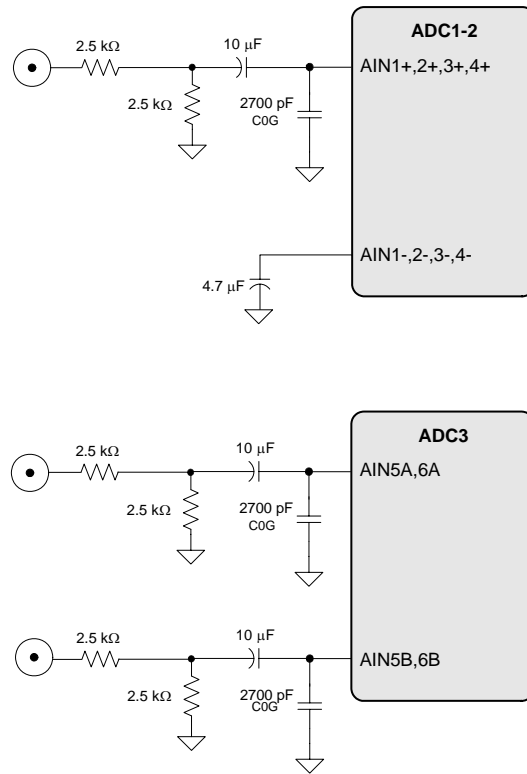 ADC1-2
2.5 kΩ
10 µF
AIN1+,2+,3+,4+
2.5 kΩ
2700 pF
C0G
AIN1-,2-,3-,4-
4.7 µF
ADC3
2.5 kΩ
10 µF
AIN5A,6A
2.5 kΩ
2700 pF
C0G
2.5 kΩ
10 µF
AIN5B,6B
2.5 kΩ
2700 pF
C0G